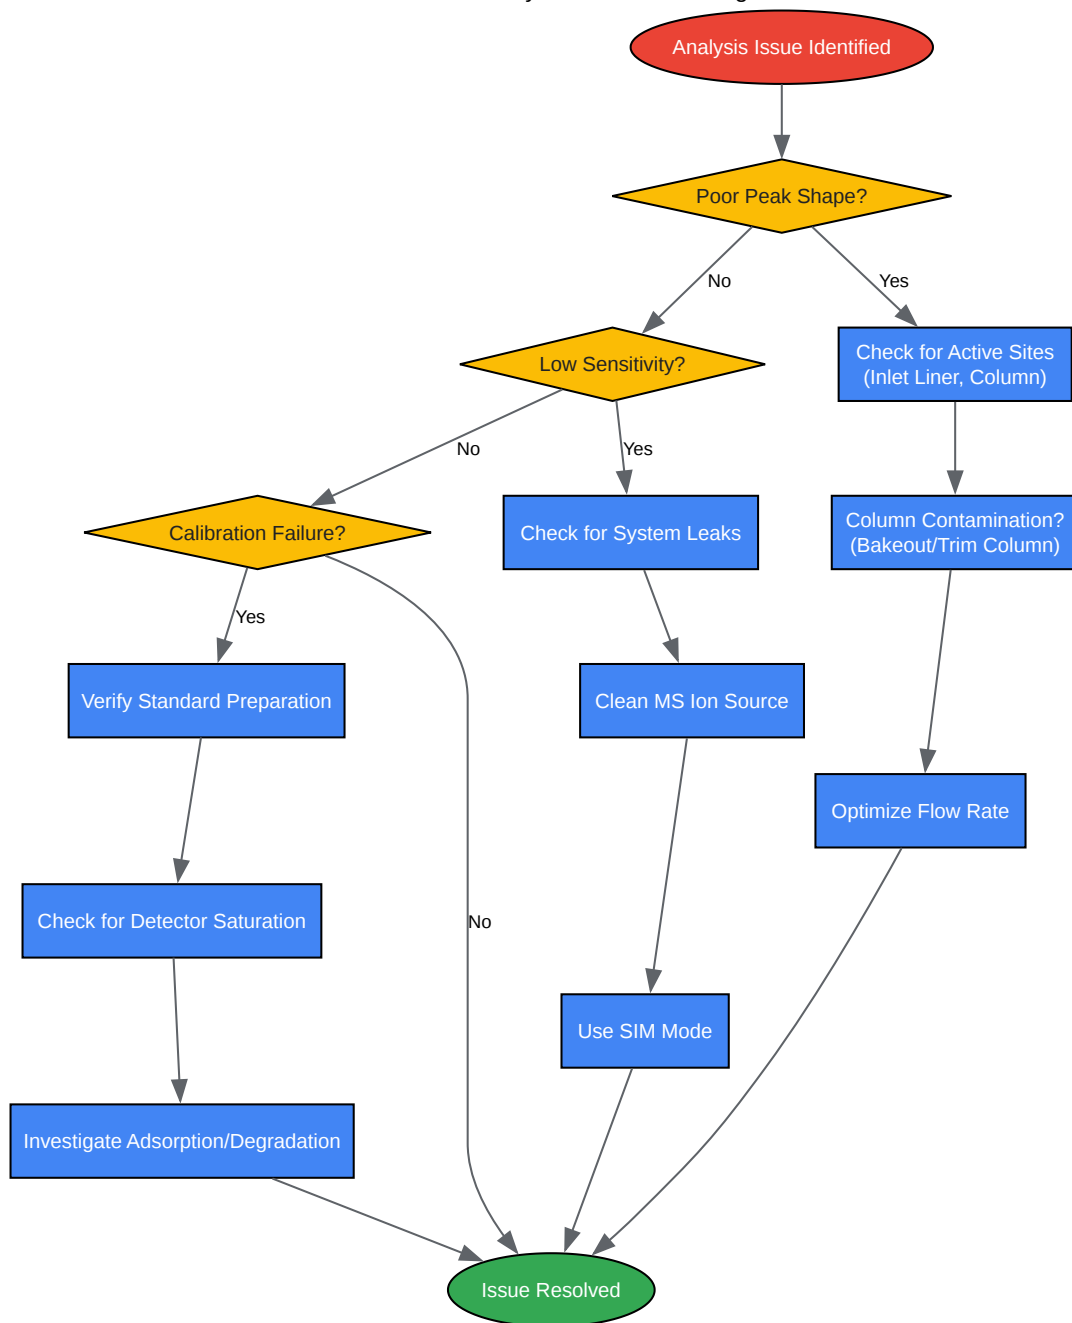 Analysis Issue Identified
Poor Peak Shape?
No
Yes
Low Sensitivity?
Check for Active Sites
(Inlet Liner, Column)
No
Yes
Calibration Failure?
Check for System Leaks
Column Contamination?
(Bakeout/Trim Column)
Yes
Verify Standard Preparation
Clean MS Ion Source
Optimize Flow Rate
Check for Detector Saturation
No
Use SIM Mode
Investigate Adsorption/Degradation
Issue Resolved